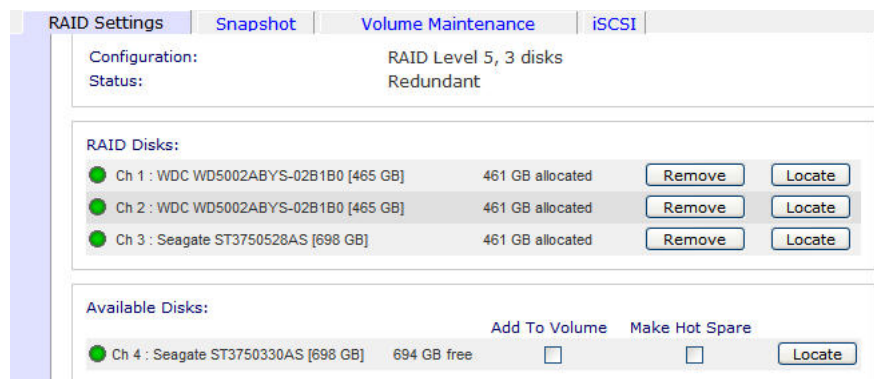 RAID Settings Snapshot Volume Maintenance iSCSI
Configuration: RAID Level 5, 3 disks
Status: Redundant
RAID Disks:
Ch 1 : WDC WD5002ABYS-02B1B0 [465 GB] 461 GB allocated Remove Locate
Ch 2 : WDC WD5002ABYS-02B1B0 [465 GB] 461 GB allocated Remove Locate
Ch 3 : Seagate ST3750528AS [698 GB] 461 GB allocated Remove Locate
Available Disks:
Add To Volume Make Hot Spare
Ch 4 : Seagate ST3750330AS [698 GB] 694 GB free Locate